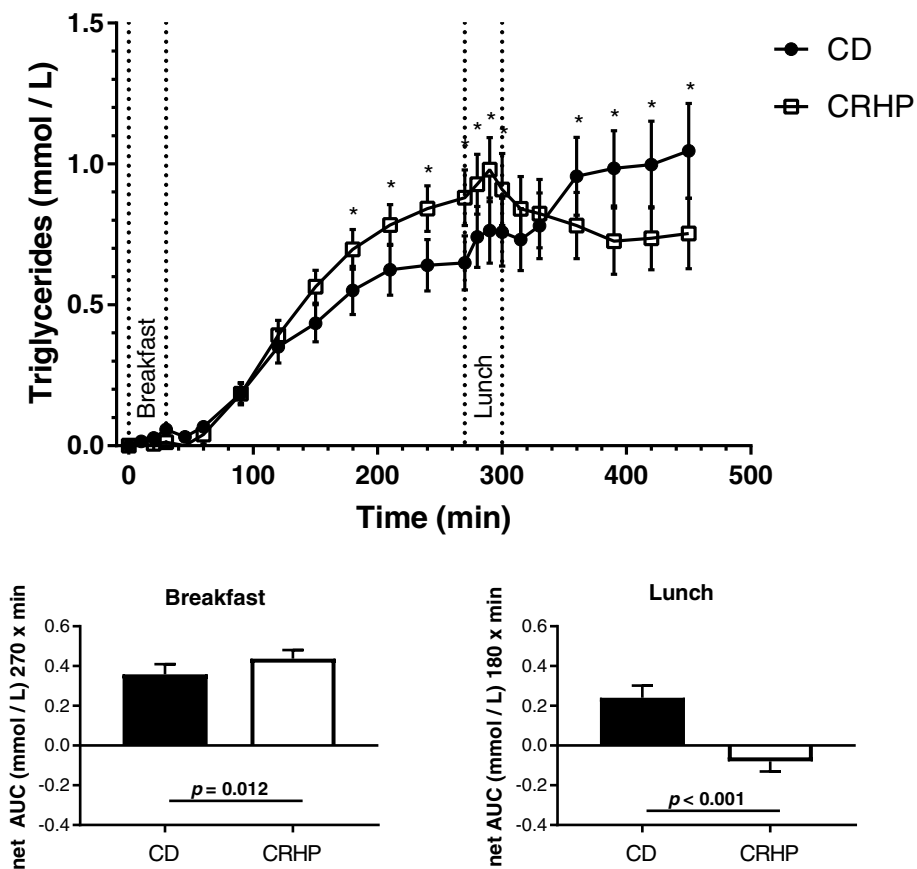 1.5
1.0
0.5
0.0
Triglycerides (mmol / L)
* * * * * * * * * * * *
Breakfast
Lunch
CD
CRHP
0 100 200 300 400 500
Time (min)
Breakfast
net AUC (mmol / L) 270 x min
0.6
0.4
0.2
0.0
-0.2
-0.4
p = 0.012
CD CRHP
Lunch
net AUC (mmol / L) 180 x min
0.6
0.4
0.2
0.0
-0.2
-0.4
p < 0.001
CD CRHP